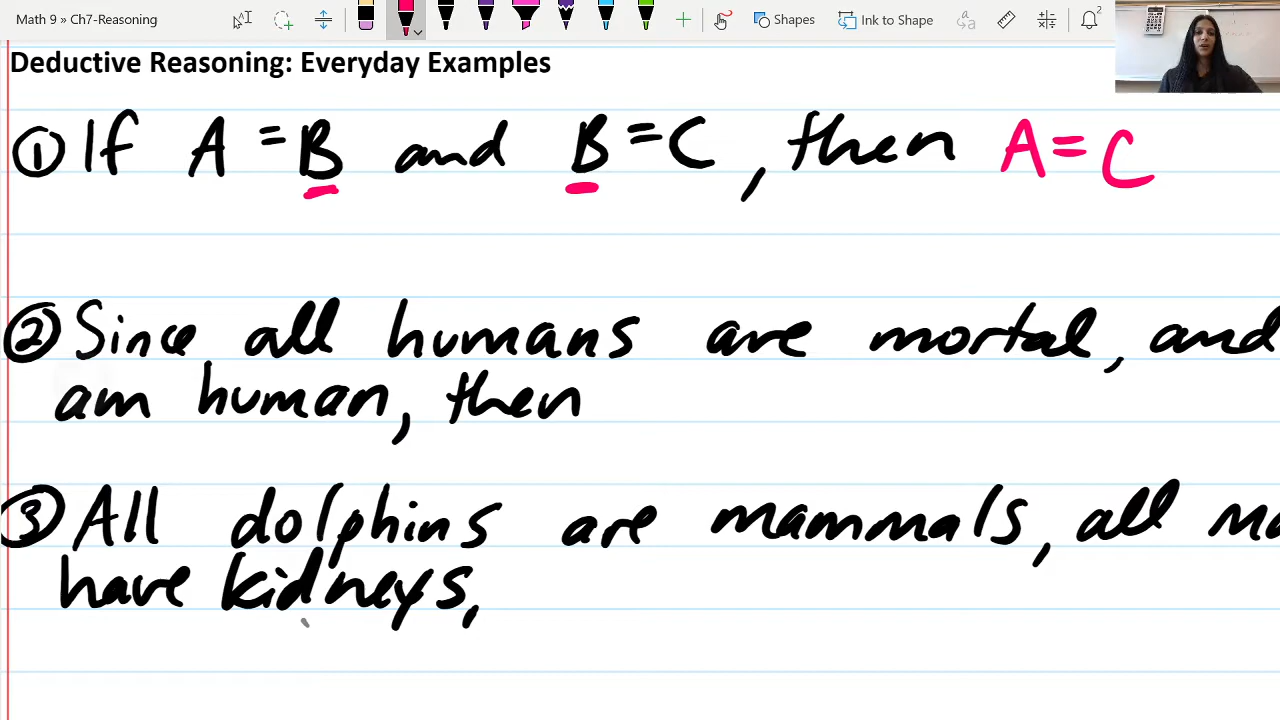 Math 9 » Ch7-Reasoning
Shapes
Ink to Shape
2
Deductive Reasoning: Everyday Examples
① If A = B and B = C, then A = C
② Since all humans are mortal, and
am human, then
③ All dolphins are mammals, all
have kidneys,